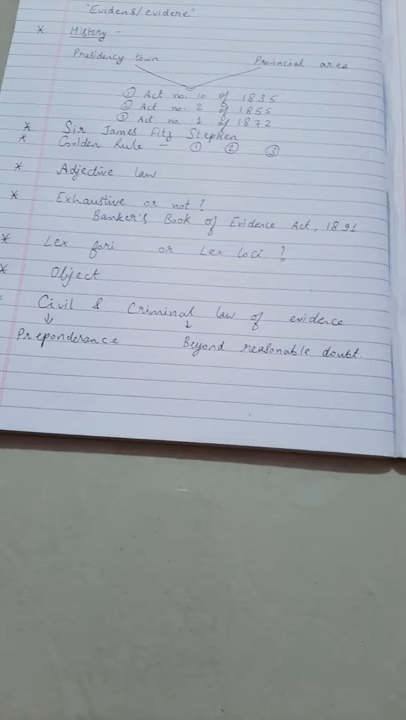 "Evidens/evidere"
* History -
Presidency town Provincial area
① Act no. 10 of 1835
② Act no. 2 of 1855
③ Act no 1 of 1872
* Sir James Fitz Stephen
* Golden Rule - ① ② ③
* Adjective law
* Exhaustive or not?
Banker's Book of Evidence Act, 1891
* Lex fori or Lex Loci?
* Object
Civil & Criminal law of evidence
↓ ↓
Preponderance Beyond reasonable doubt.